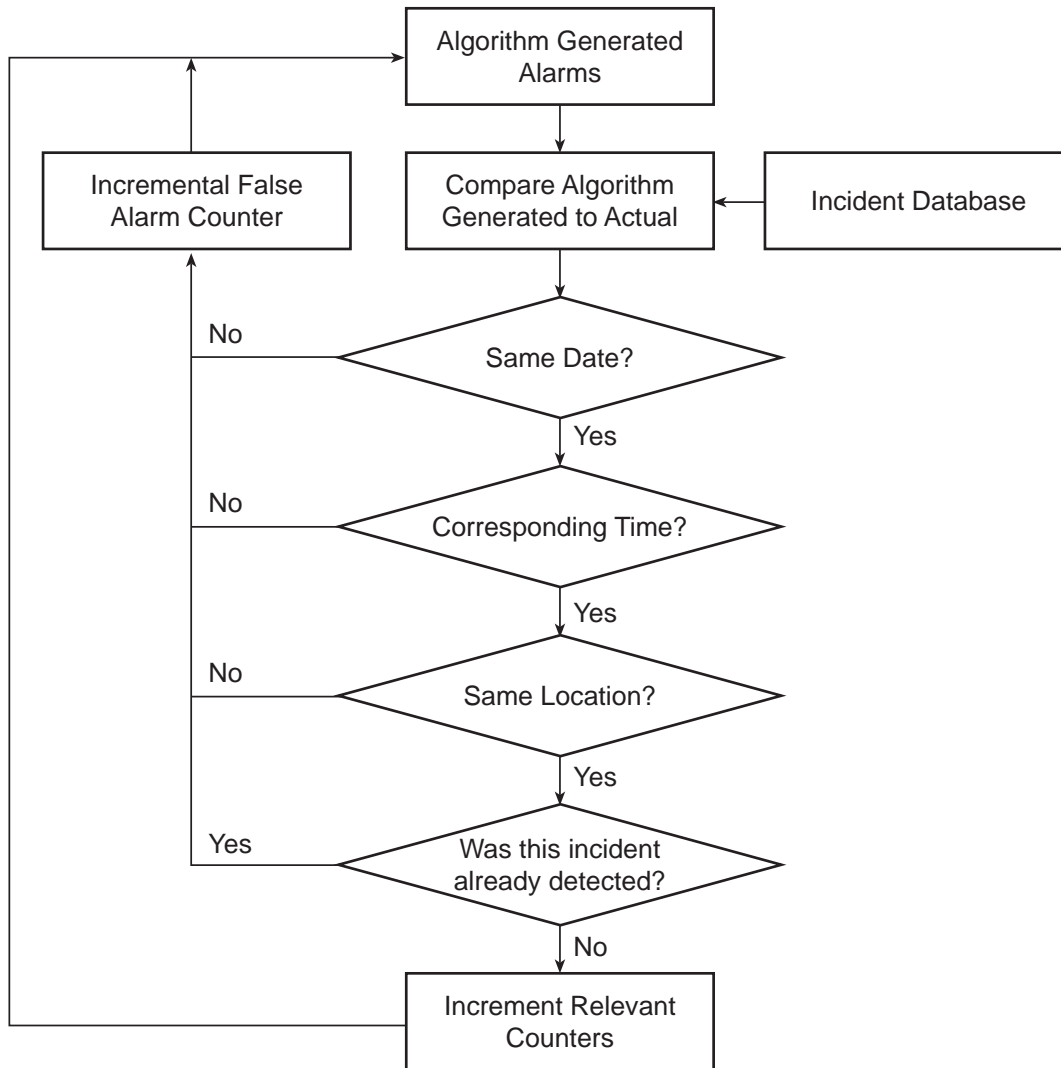 Algorithm Generated
Alarms
Incremental False
Alarm Counter
Compare Algorithm
Generated to Actual
Incident Database
No
Same Date?
Yes
No
Corresponding Time?
Yes
No
Same Location?
Yes
Yes
Was this incident
already detected?
No
Increment Relevant
Counters